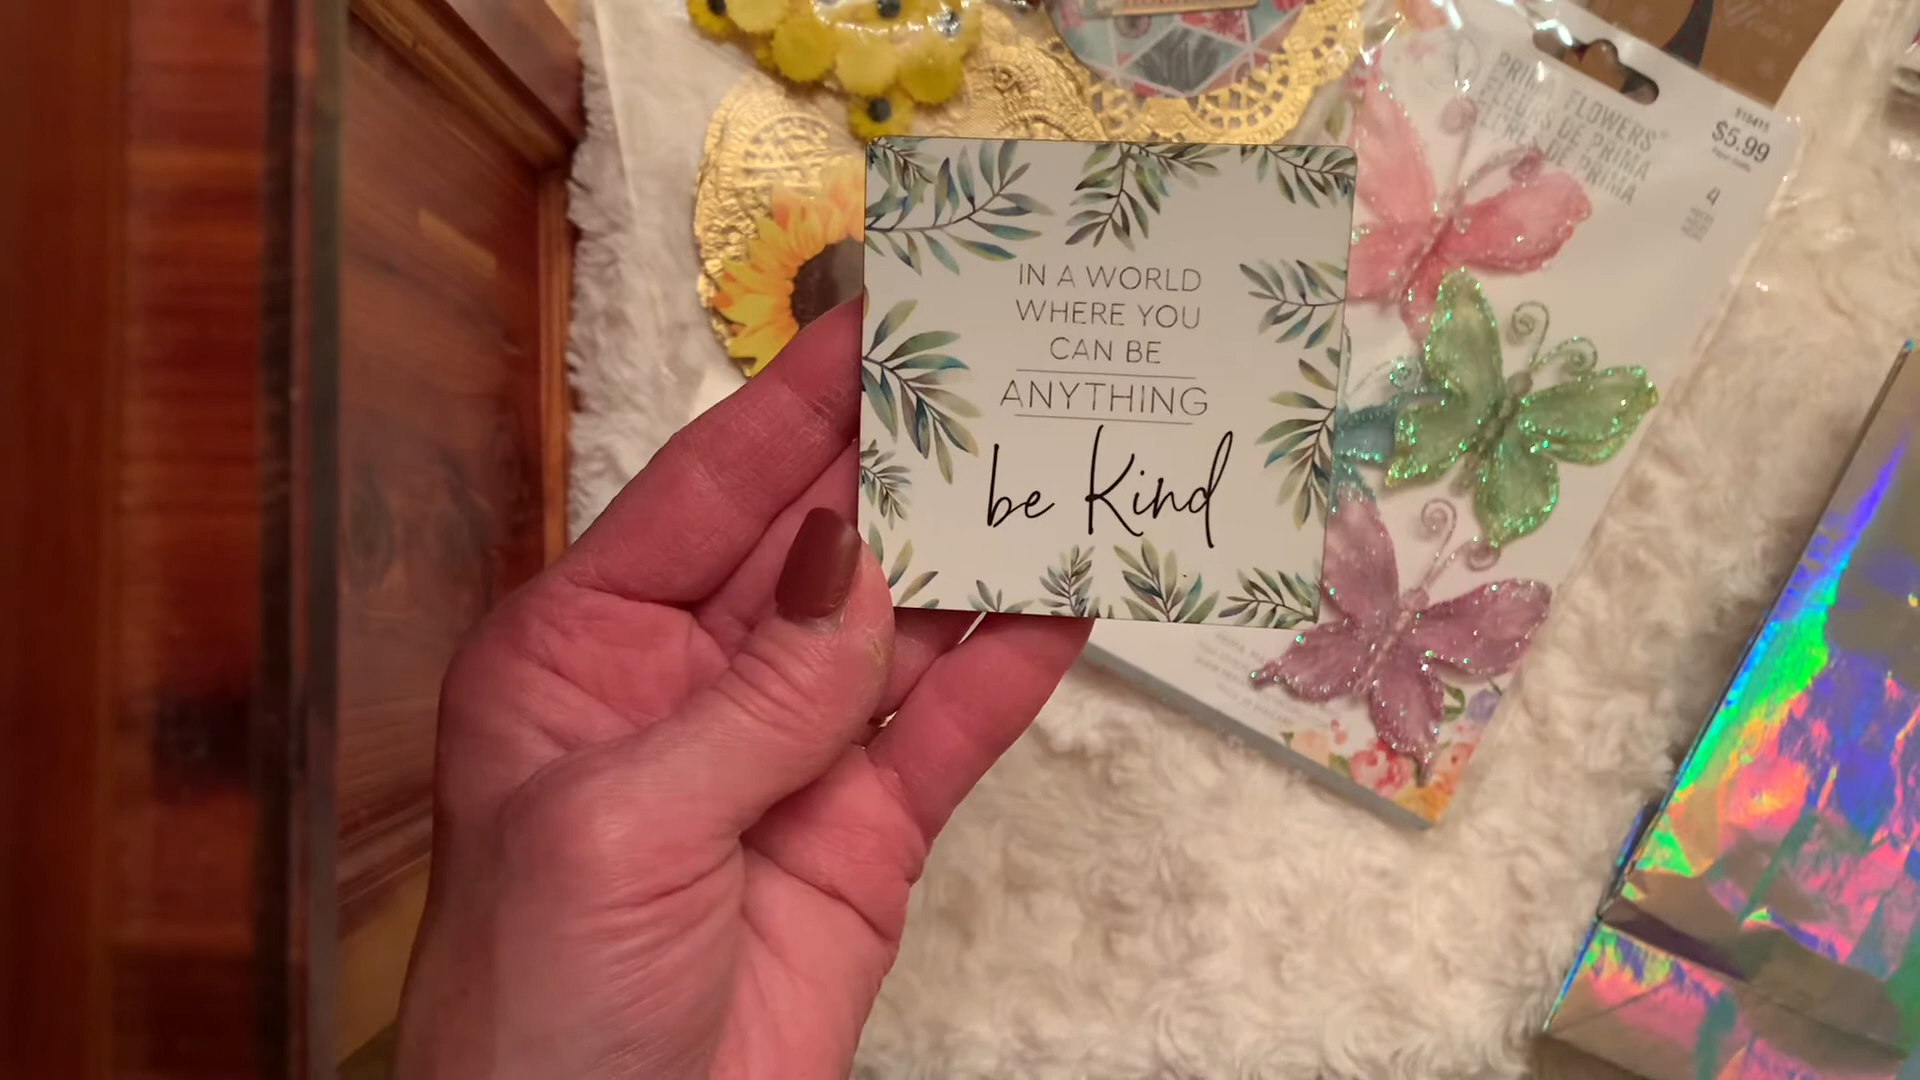 IN A WORLD
WHERE YOU
CAN BE
ANYTHING
be Kind
PRIMA FLOWERS®
FLEURS DE PRIMA
FLORES DE PRIMA
$5.99
4